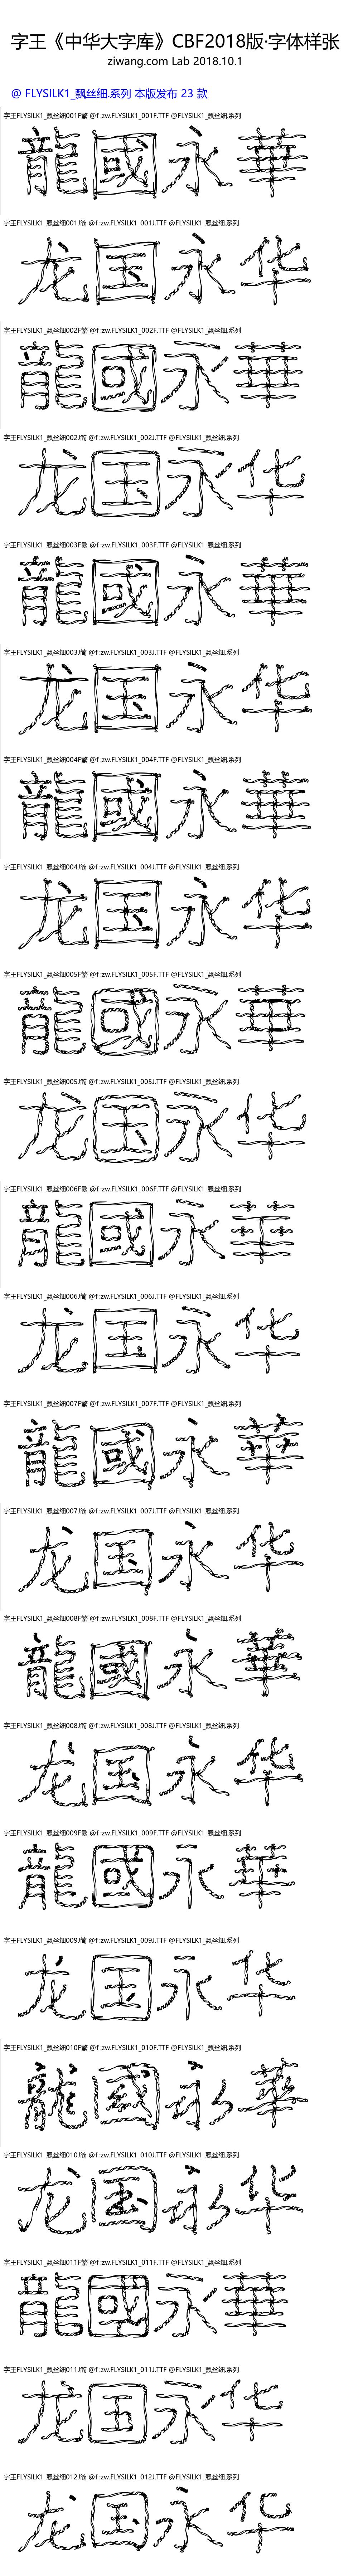 字王《中华大字库》CBF2018版·字体样张
ziwang.com Lab 2018.10.1
@ FLYSILK1_飘丝细.系列 本版发布 23 款
字王FLYSILK1_飘丝细001F繁 @f :zw.FLYSILK1_001F.TTF @FLYSILK1_飘丝细.系列
龍國永華
字王FLYSILK1_飘丝细001J简 @f :zw.FLYSILK1_001J.TTF @FLYSILK1_飘丝细.系列
龙国永华
字王FLYSILK1_飘丝细002F繁 @f :zw.FLYSILK1_002F.TTF @FLYSILK1_飘丝细.系列
龍國永華
字王FLYSILK1_飘丝细002J简 @f :zw.FLYSILK1_002J.TTF @FLYSILK1_飘丝细.系列
龙国永华
字王FLYSILK1_飘丝细003F繁 @f :zw.FLYSILK1_003F.TTF @FLYSILK1_飘丝细.系列
龍國永華
字王FLYSILK1_飘丝细003J简 @f :zw.FLYSILK1_003J.TTF @FLYSILK1_飘丝细.系列
龙国永华
字王FLYSILK1_飘丝细004F繁 @f :zw.FLYSILK1_004F.TTF @FLYSILK1_飘丝细.系列
龍國永華
字王FLYSILK1_飘丝细004J简 @f :zw.FLYSILK1_004J.TTF @FLYSILK1_飘丝细.系列
龙国永华
字王FLYSILK1_飘丝细005F繁 @f :zw.FLYSILK1_005F.TTF @FLYSILK1_飘丝细.系列
龍國永華
字王FLYSILK1_飘丝细005J简 @f :zw.FLYSILK1_005J.TTF @FLYSILK1_飘丝细.系列
龙国永华
字王FLYSILK1_飘丝细006F繁 @f :zw.FLYSILK1_006F.TTF @FLYSILK1_飘丝细.系列
龍國永華
字王FLYSILK1_飘丝细006J简 @f :zw.FLYSILK1_006J.TTF @FLYSILK1_飘丝细.系列
龙国永华
字王FLYSILK1_飘丝细007F繁 @f :zw.FLYSILK1_007F.TTF @FLYSILK1_飘丝细.系列
龍國永華
字王FLYSILK1_飘丝细007J简 @f :zw.FLYSILK1_007J.TTF @FLYSILK1_飘丝细.系列
龙国永华
字王FLYSILK1_飘丝细008F繁 @f :zw.FLYSILK1_008F.TTF @FLYSILK1_飘丝细.系列
龍國永華
字王FLYSILK1_飘丝细008J简 @f :zw.FLYSILK1_008J.TTF @FLYSILK1_飘丝细.系列
龙国永华
字王FLYSILK1_飘丝细009F繁 @f :zw.FLYSILK1_009F.TTF @FLYSILK1_飘丝细.系列
龍國永華
字王FLYSILK1_飘丝细009J简 @f :zw.FLYSILK1_009J.TTF @FLYSILK1_飘丝细.系列
龙国永华
字王FLYSILK1_飘丝细010F繁 @f :zw.FLYSILK1_010F.TTF @FLYSILK1_飘丝细.系列
龍國永華
字王FLYSILK1_飘丝细010J简 @f :zw.FLYSILK1_010J.TTF @FLYSILK1_飘丝细.系列
龙国永华
字王FLYSILK1_飘丝细011F繁 @f :zw.FLYSILK1_011F.TTF @FLYSILK1_飘丝细.系列
龍國永華
字王FLYSILK1_飘丝细011J简 @f :zw.FLYSILK1_011J.TTF @FLYSILK1_飘丝细.系列
龙国永华
字王FLYSILK1_飘丝细012J简 @f :zw.FLYSILK1_012J.TTF @FLYSILK1_飘丝细.系列
龙国永华